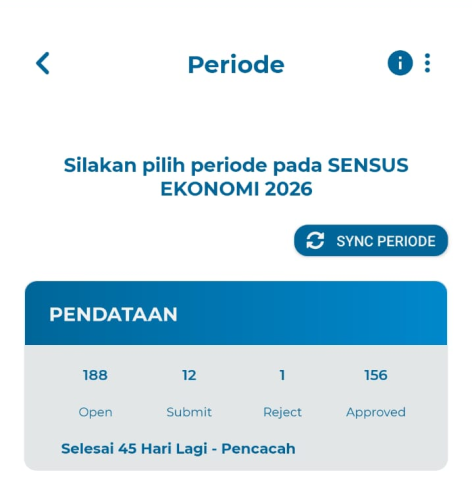 Periode
Silakan pilih periode pada SENSUS
EKONOMI 2026
SYNC PERIODE
PENDATAAN
188 12 1 156
Open Submit Reject Approved
Selesai 45 Hari Lagi - Pencacah